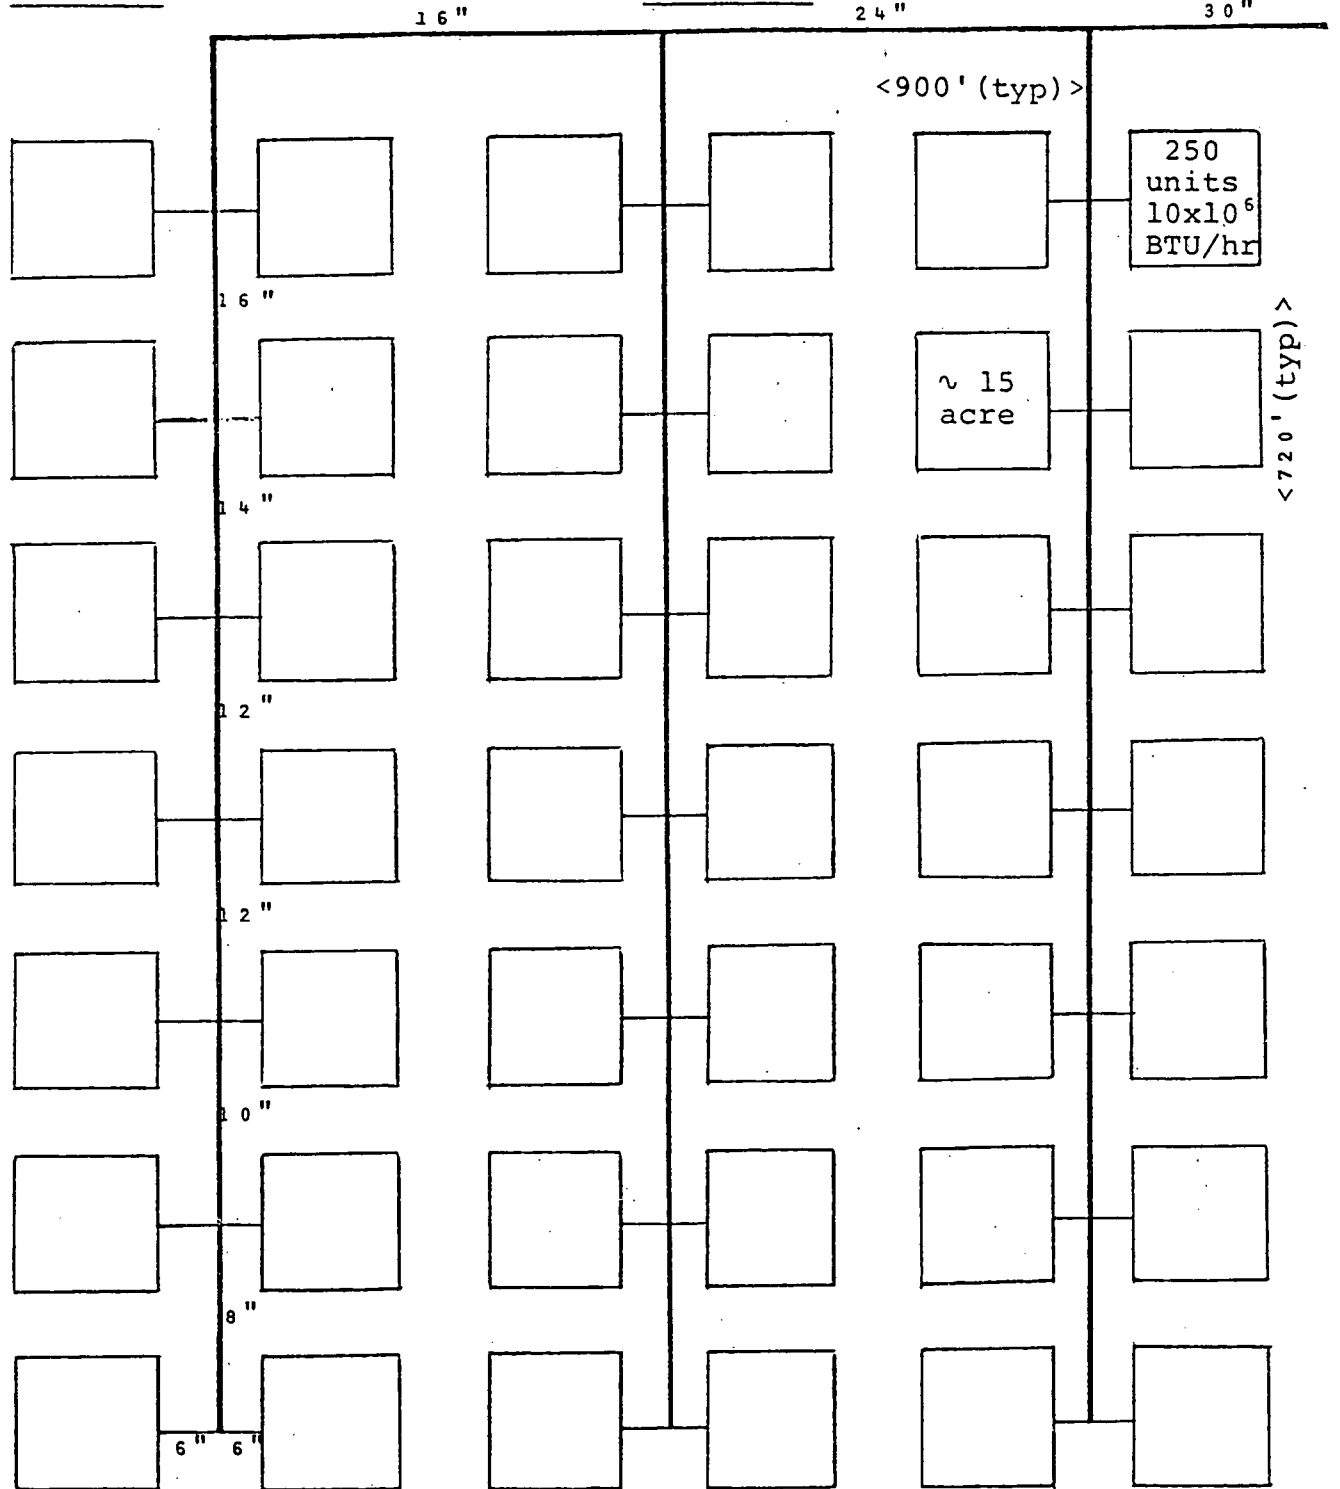 16" 24" 30"
<900'(typ)>
250
units
10x10⁶
BTU/hr
16"
<720'(typ)>
~ 15
acre
14"
12"
12"
10"
8"
6" 6"